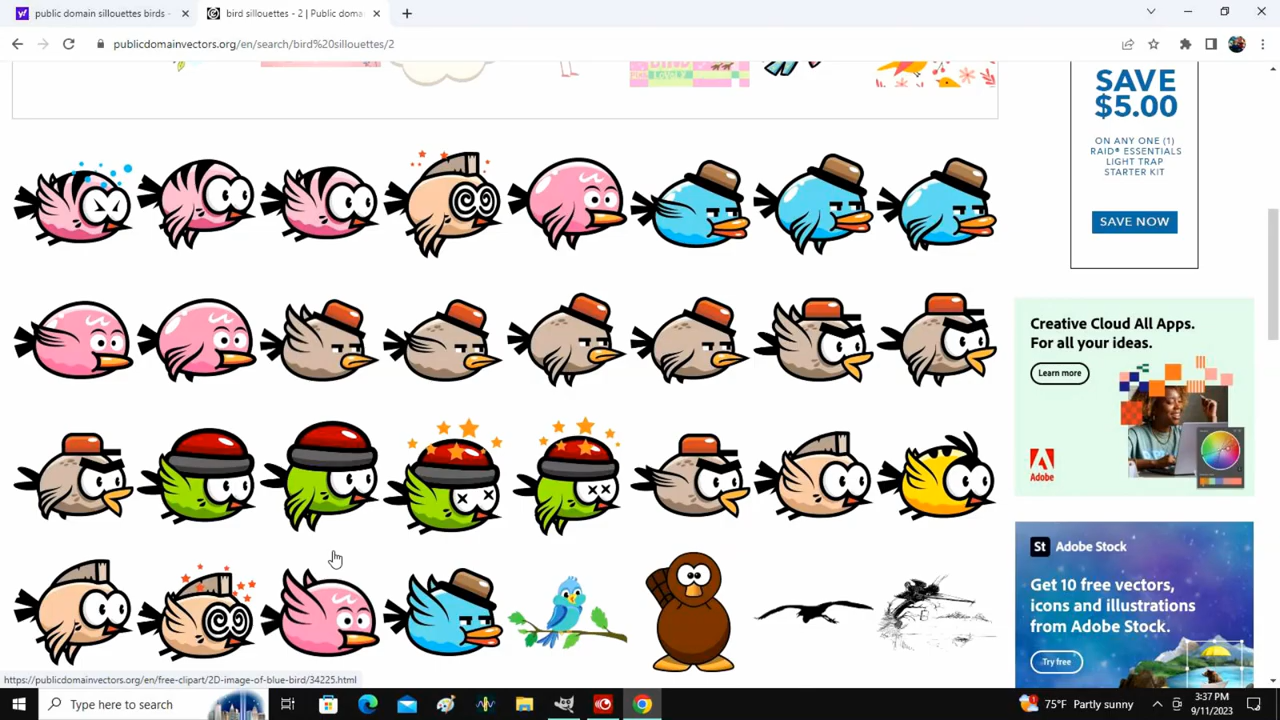 public domain sillouettes birds -
bird sillouettes - 2 | Public doma
publicdomainvectors.org/en/search/bird%20sillouettes/2
SAVE
$5.00
ON ANY ONE (1)
RAID® ESSENTIALS
LIGHT TRAP
STARTER KIT
SAVE NOW
Creative Cloud All Apps.
For all your ideas.
Learn more
Adobe
St Adobe Stock
Get 10 free vectors,
icons and illustrations
from Adobe Stock.
Try free
https://publicdomainvectors.org/en/free-clipart/2D-image-of-blue-bird/34225.html
Type here to search
75°F Partly sunny
3:37 PM
9/11/2023